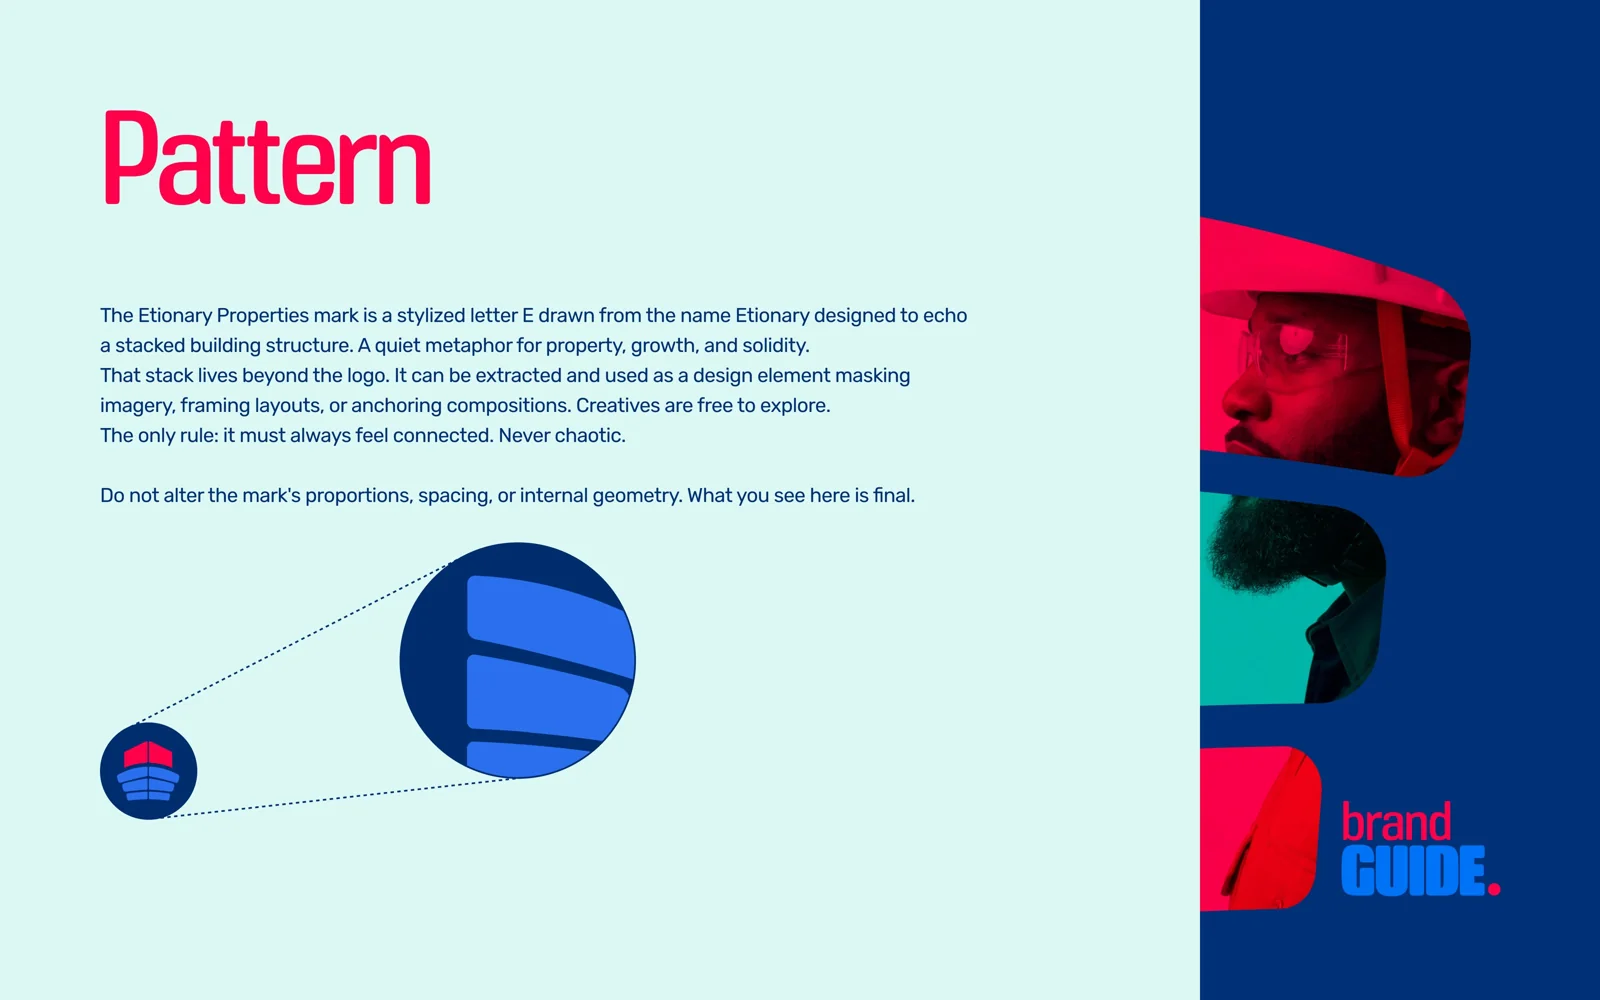 Pattern
The Etionary Properties mark is a stylized letter E drawn from the name Etionary designed to echo
a stacked building structure. A quiet metaphor for property, growth, and solidity.
That stack lives beyond the logo. It can be extracted and used as a design element masking
imagery, framing layouts, or anchoring compositions. Creatives are free to explore.
The only rule: it must always feel connected. Never chaotic.
Do not alter the mark's proportions, spacing, or internal geometry. What you see here is final.
brand
GUIDE.